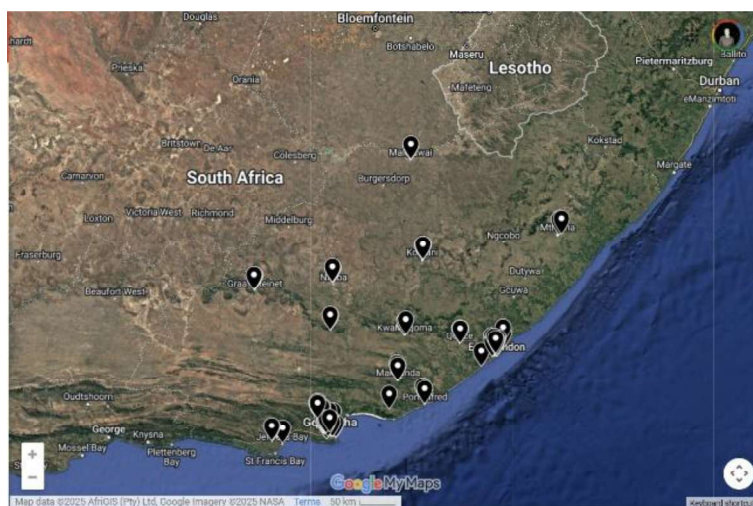 Douglas
Bloemfontein
Botshabelo
Maseru
Lesotho
Mafeteng
Pietermaritzburg
Ballito
Durban
eManzimtoti
Prieska
Orania
Britstown
De Aar
Colesberg
Burgersdorp
Kokstad
Margate
Carnarvon
South Africa
Loxton
Victoria West
Richmond
Middelburg
Ngcobo
Fraserburg
Dutywa
Beaufort West
Gcuwa
Oudtshoorn
George
Knysna
Mossel Bay
Plettenberg
Bay
St Francis Bay
+
−
Google My Maps
Map data ©2025 AfriGIS (Pty) Ltd, Google Imagery ©2025 NASA
Terms
50 km
Keyboard shortcu